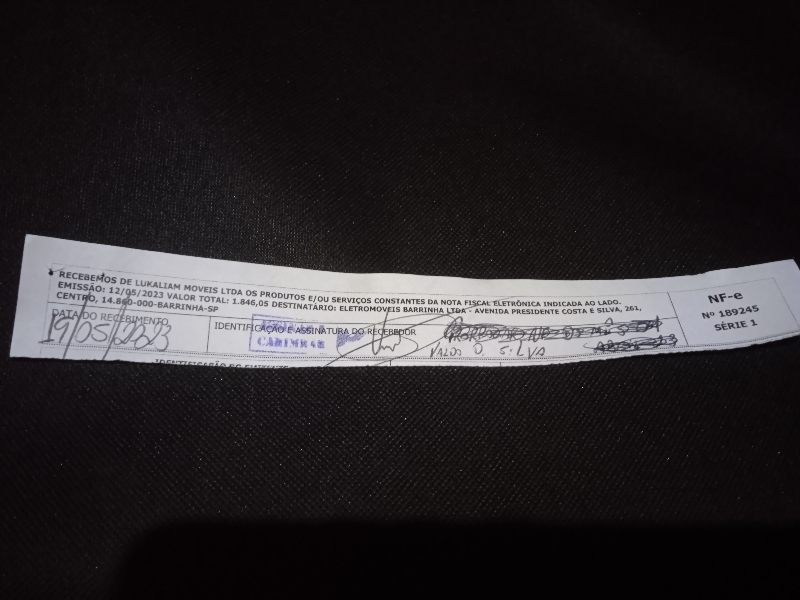 RECEBEMOS DE LUKALIAM MOVEIS LTDA OS PRODUTOS E/OU SERVIÇOS CONSTANTES DA NOTA FISCAL ELETRÔNICA INDICADA AO LADO.
EMISSÃO: 12/05/2023 VALOR TOTAL: 1.846,05 DESTINATÁRIO: ELETROMOVEIS BARRINHA LTDA - AVENIDA PRESIDENTE COSTA E SILVA, 261,
CENTRO, 14.860-000-BARRINHA-SP
NF-e
Nº 189245
SÉRIE 1
DATA DO RECEBIMENTO
19/05/2023
IDENTIFICAÇÃO E ASSINATURA DO RECEBEDOR
CARIMBAR
SILVA